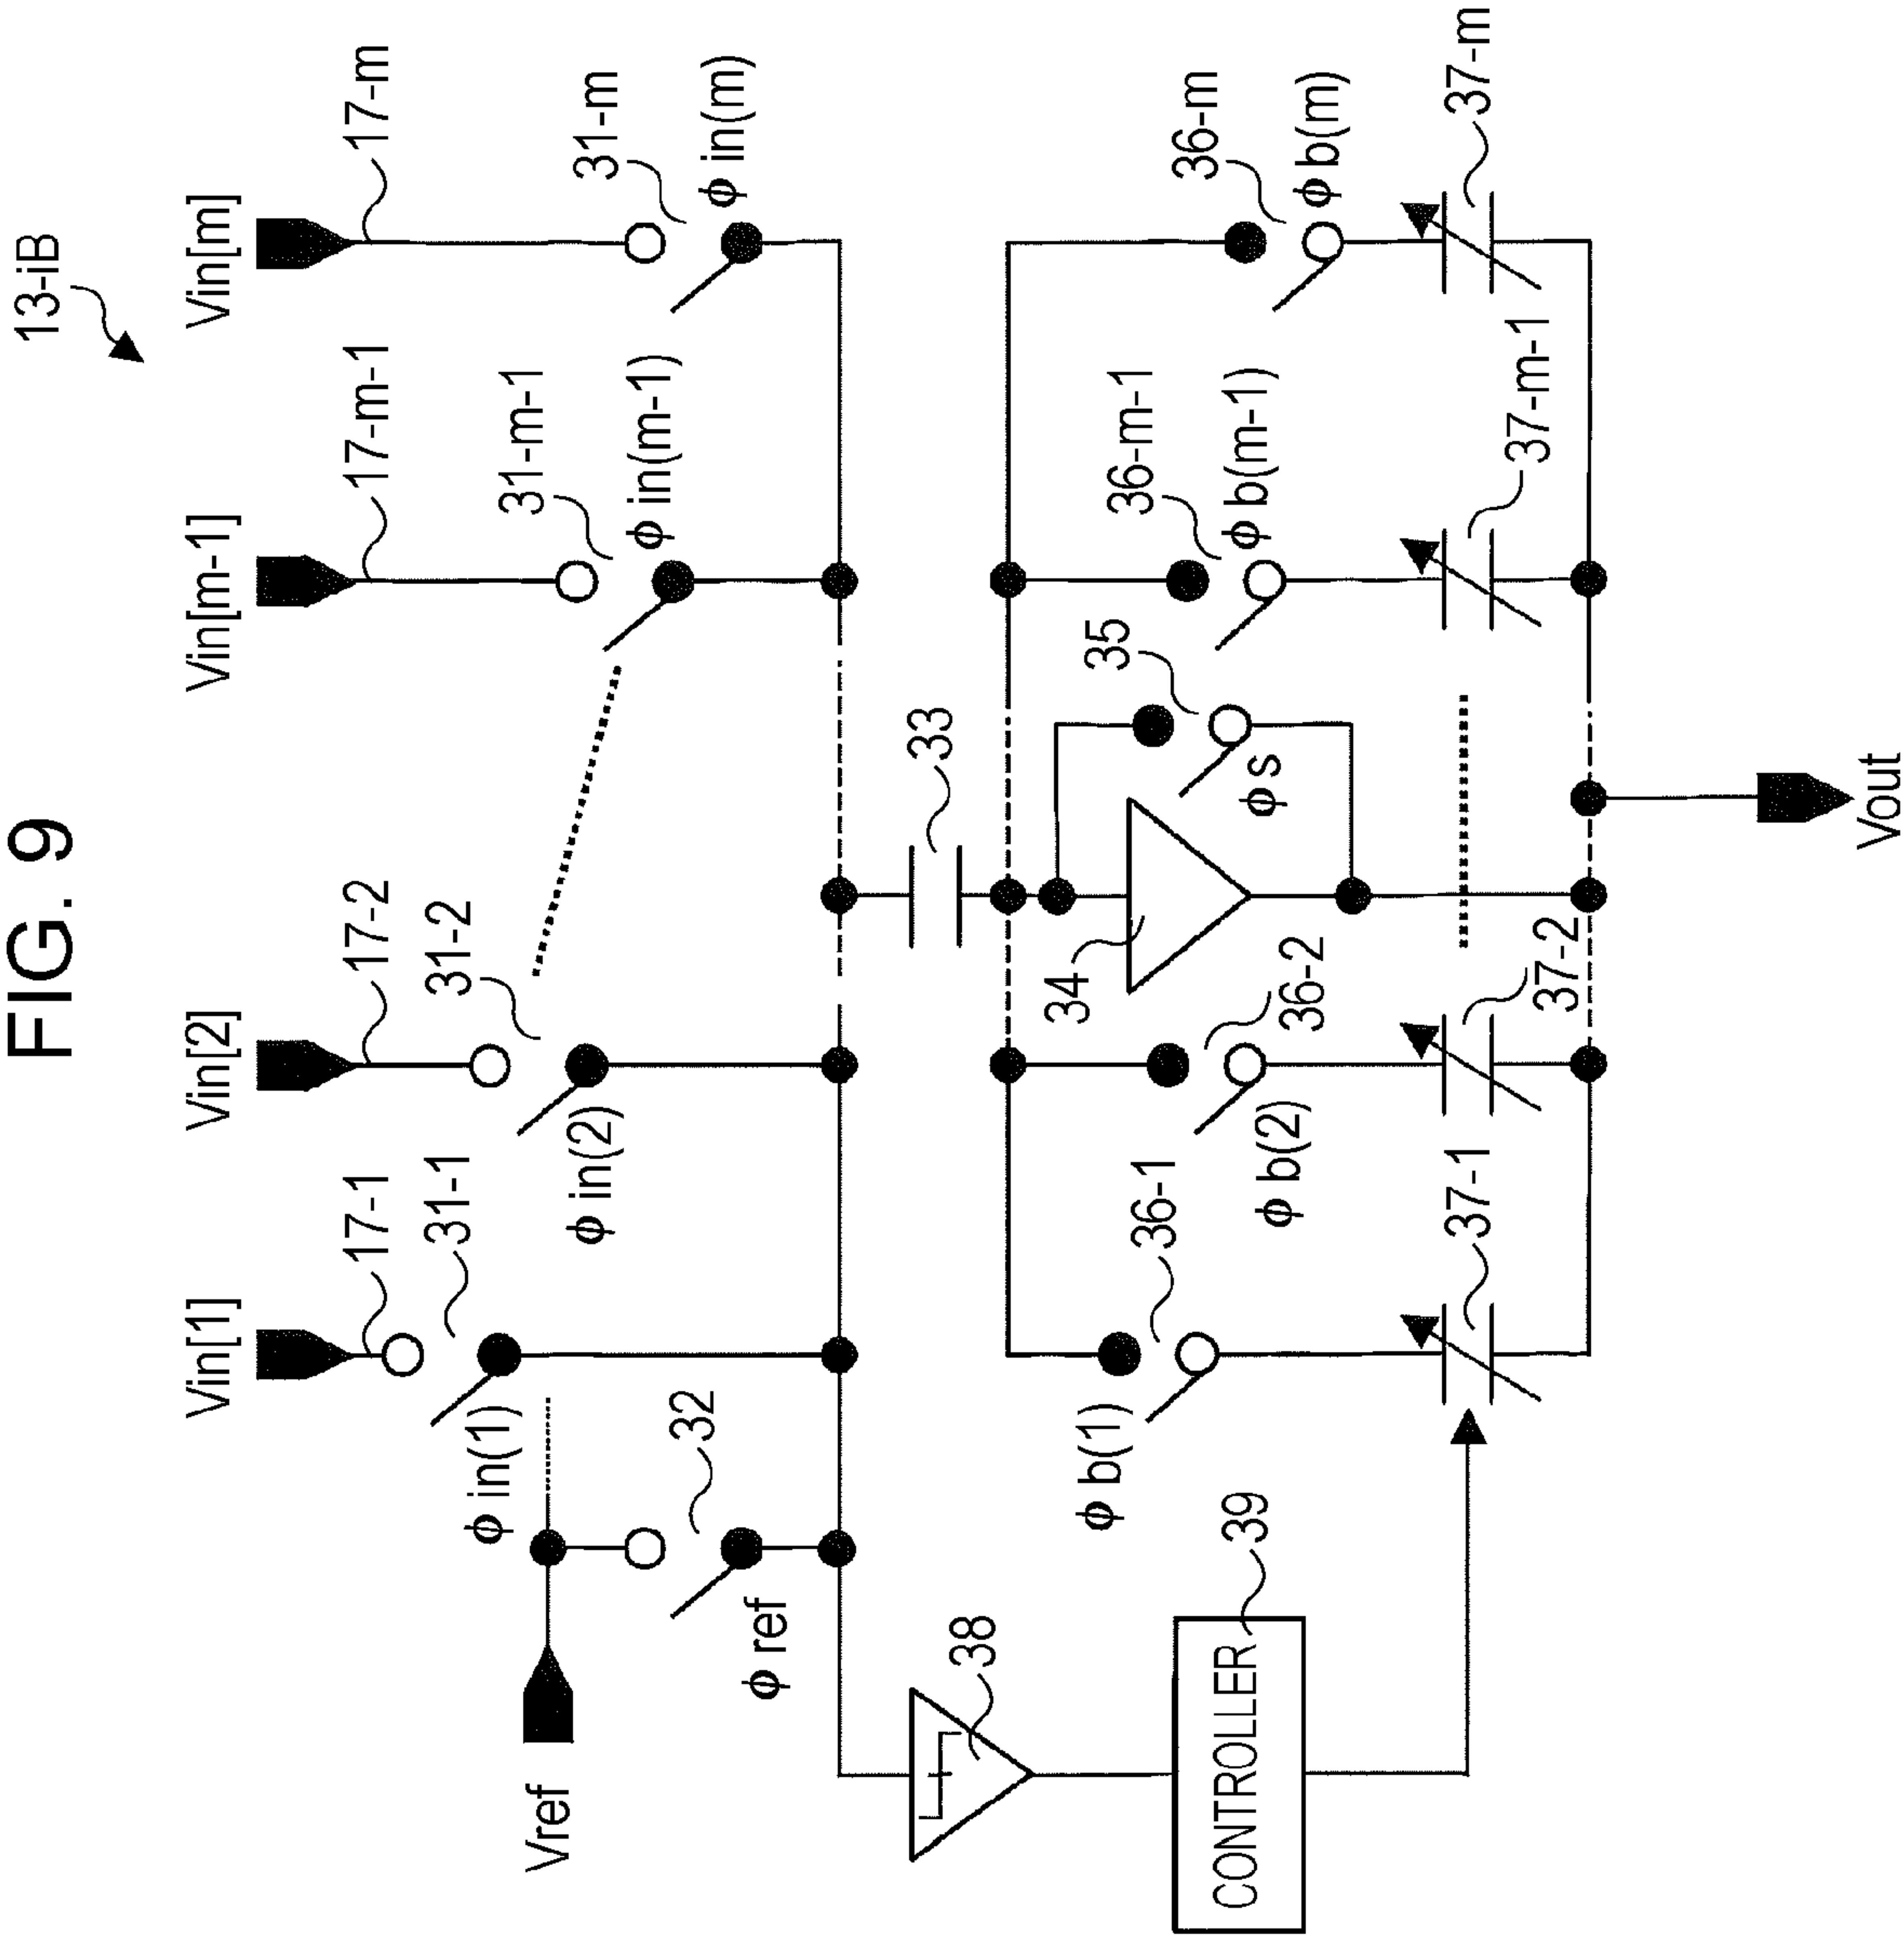 FIG. 9
13-iB
Vin[1]
Vin[2]
Vin[m-1]
Vin[m]
17-1
17-2
17-m-1
17-m
31-1
31-2
31-m-1
31-m
ϕ in(1)
ϕ in(2)
ϕ in(m-1)
ϕ in(m)
Vref
32
ϕ ref
33
34
35
ϕ s
36-1
36-2
36-m-1
36-m
ϕ b(1)
ϕ b(2)
ϕ b(m-1)
ϕ b(m)
37-1
37-2
37-m-1
37-m
38
CONTROLLER
39
Vout